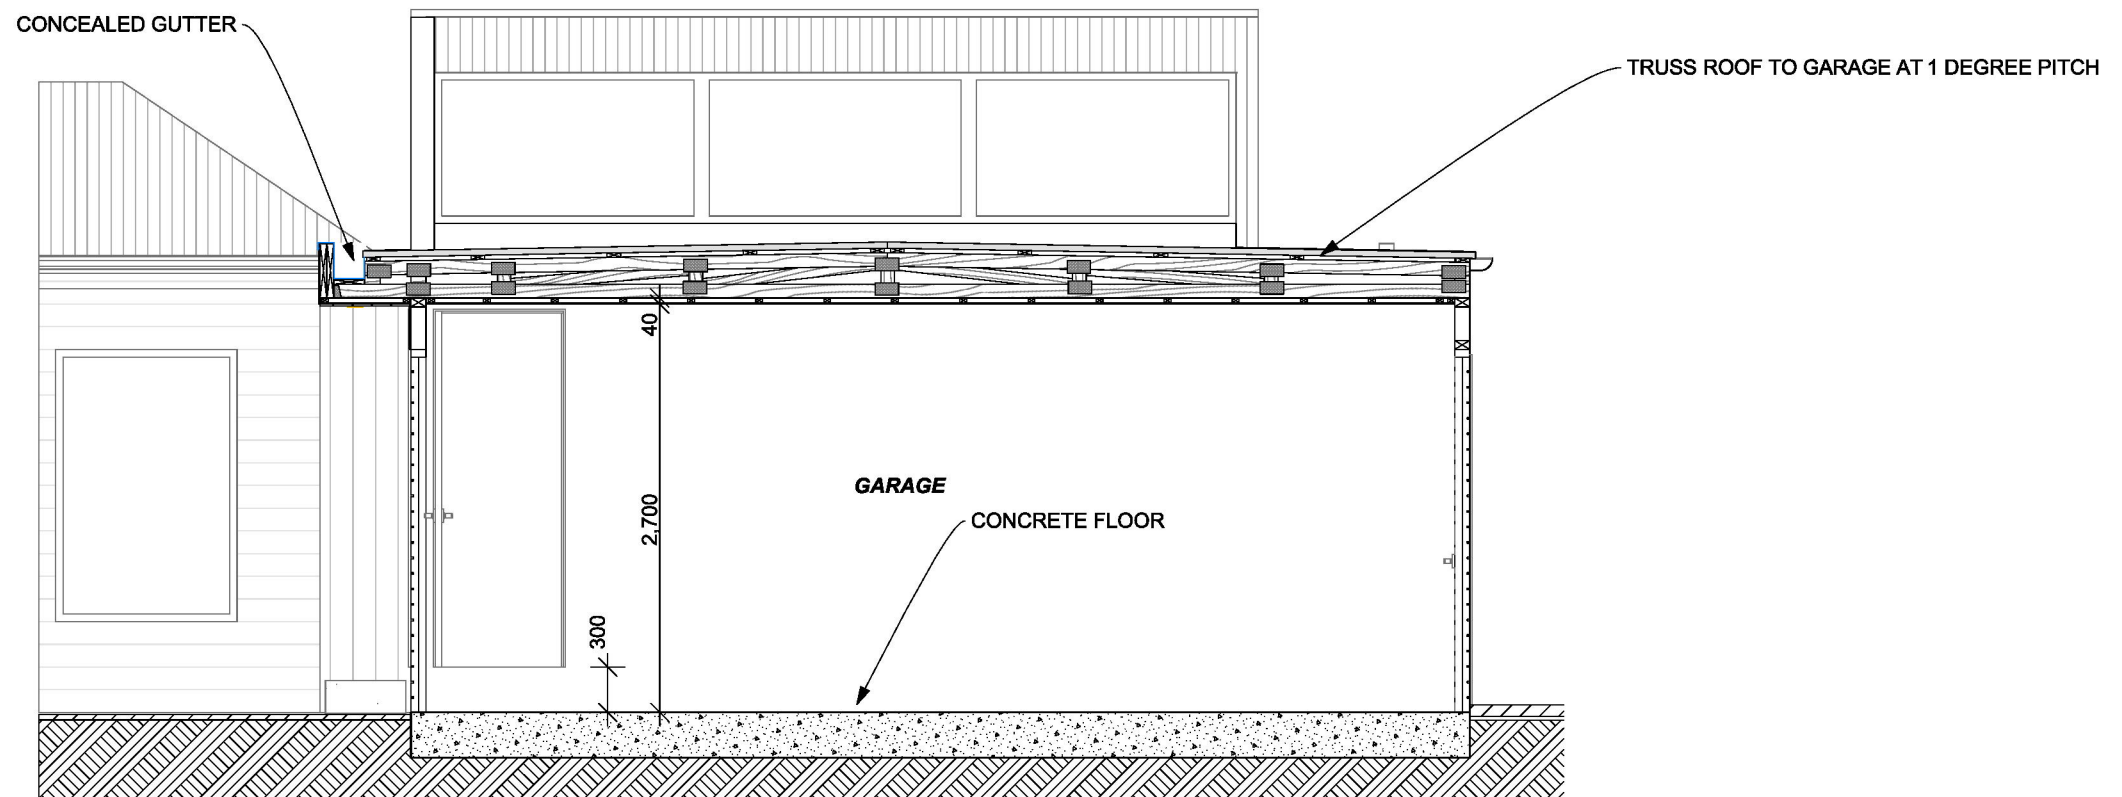 CONCEALED GUTTER
TRUSS ROOF TO GARAGE AT 1 DEGREE PITCH
40
GARAGE
2,700
CONCRETE FLOOR
300